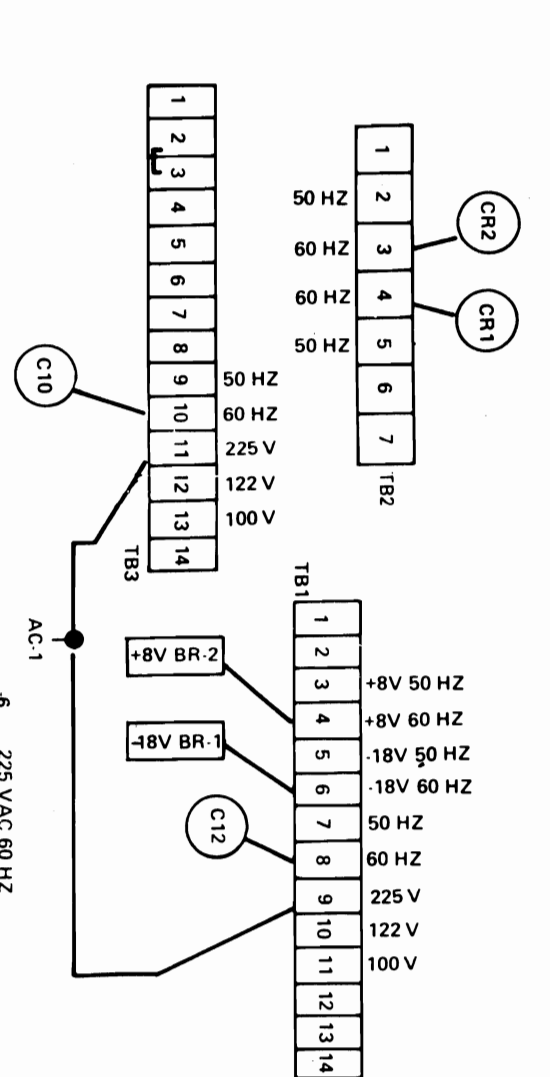 1
2
3
4
5
6
7
8
9 50 HZ
10 60 HZ
11 225 V
12 122 V
13 100 V
14
TB3
C10
1
50 HZ 2
60 HZ 3
60 HZ 4
50 HZ 5
6
7
TB2
CR2
CR1
TB1
1
2
3 +8V 50 HZ
4 +8V 60 HZ
5 -18V 50 HZ
6 -18V 60 HZ
7 50 HZ
8 60 HZ
9 225 V
10 122 V
11 100 V
12
13
14
+8V BR-2
-18V BR-1
C12
AC-1
225 VAC 60 HZ